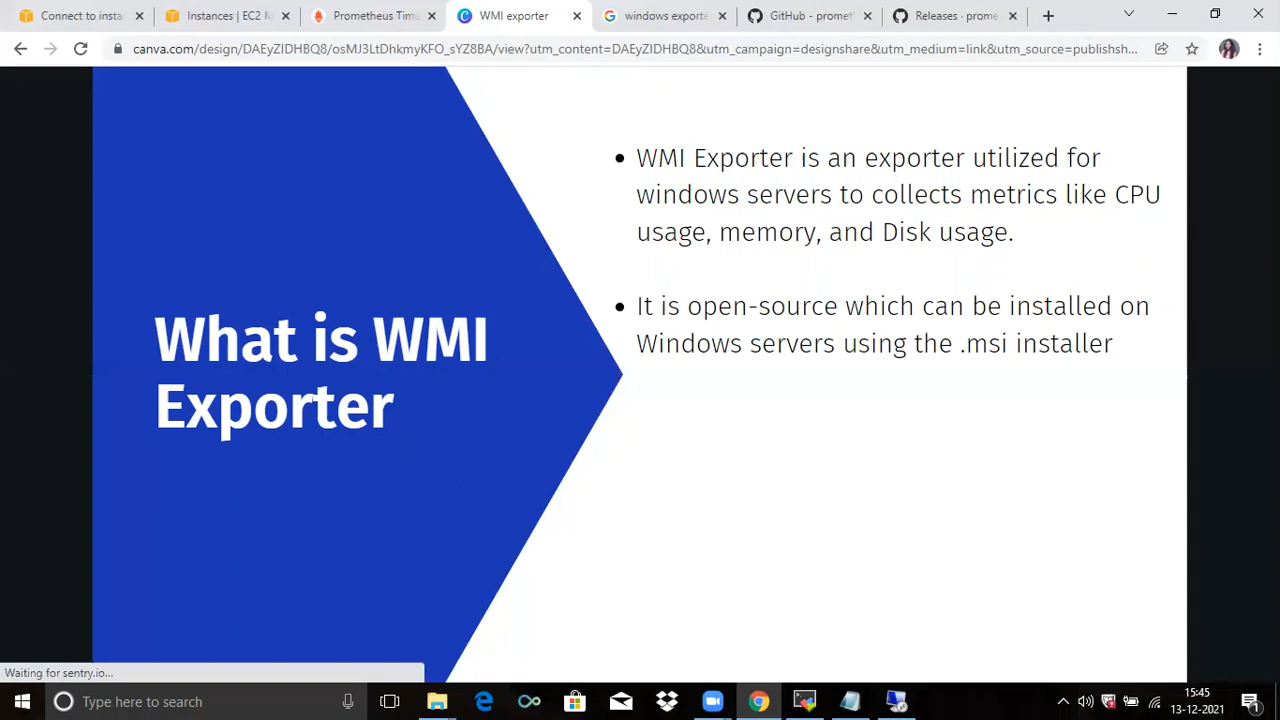 Connect to insta
Instances | EC2 M
Prometheus Time
WMI exporter
windows exporte
GitHub - prometh
Releases · prome
canva.com/design/DAEyZIDHBQ8/osMJ3LtDhkmyKFO_sYZ8BA/view?utm_content=DAEyZIDHBQ8&utm_campaign=designshare&utm_medium=link&utm_source=publishsh...
What is WMI
Exporter
• WMI Exporter is an exporter utilized for
windows servers to collects metrics like CPU
usage, memory, and Disk usage.
• It is open-source which can be installed on
Windows servers using the .msi installer
Waiting for sentry.io...
Type here to search
15:45
13-12-2021
1